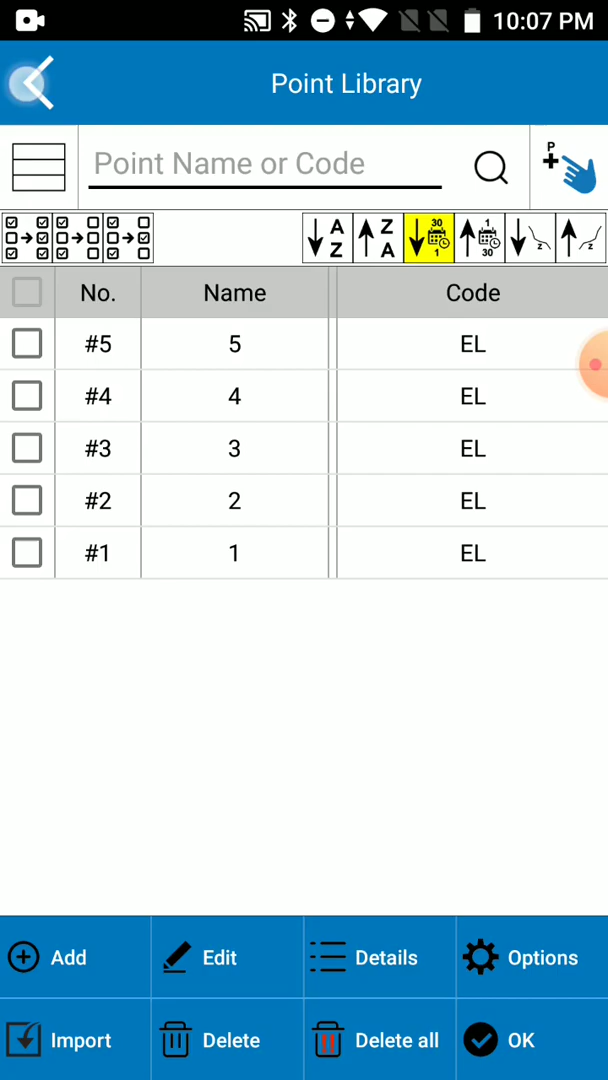 10:07 PM
Point Library
Point Name or Code
P
A Z
Z A
30 1
1 30
z
z
No. Name Code
#5 5 EL
#4 4 EL
#3 3 EL
#2 2 EL
#1 1 EL
Add Edit Details Options
Import Delete Delete all OK